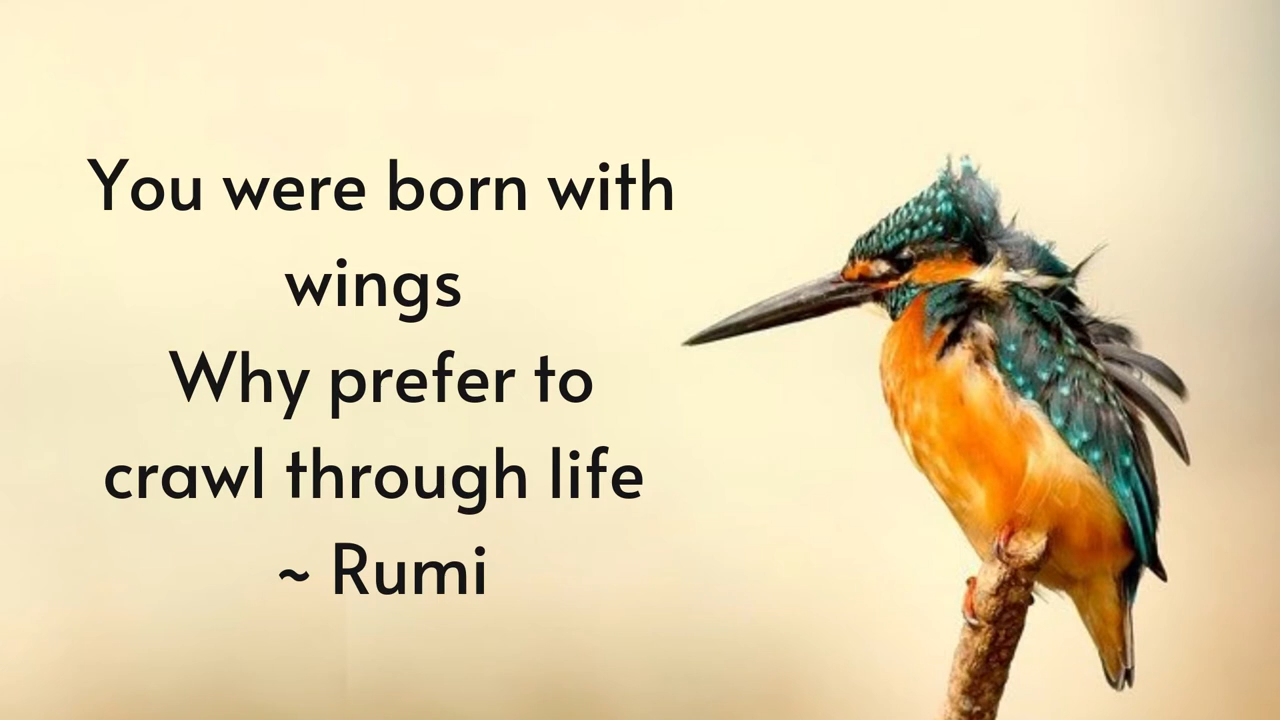 You were born with
wings
Why prefer to
crawl through life
~ Rumi